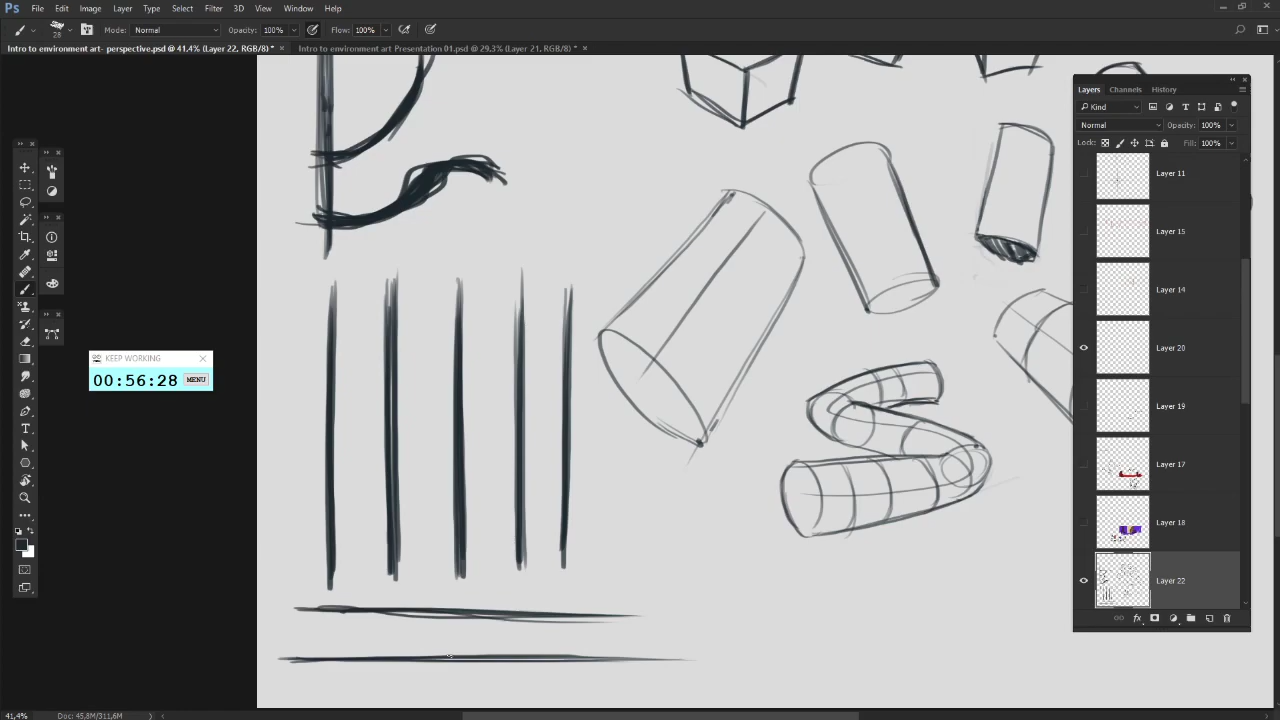 Ps File Edit Image Layer Type Select Filter 3D View Window Help
28 Mode: Normal Opacity: 100% Flow: 100%
Intro to environment art- perspective.psd @ 41,4% (Layer 22, RGB/8) * × Intro to environment art Presentation 01.psd @ 29,3% (Layer 21, RGB/8) * ×
Layers Channels History
Kind
Normal Opacity: 100%
Lock: Fill: 100%
Layer 11
Layer 15
Layer 14
Layer 20
Layer 19
Layer 17
Layer 18
Layer 22
KEEP WORKING
00:56:28 MENU
41,4% Doc: 45,8M/311,6M